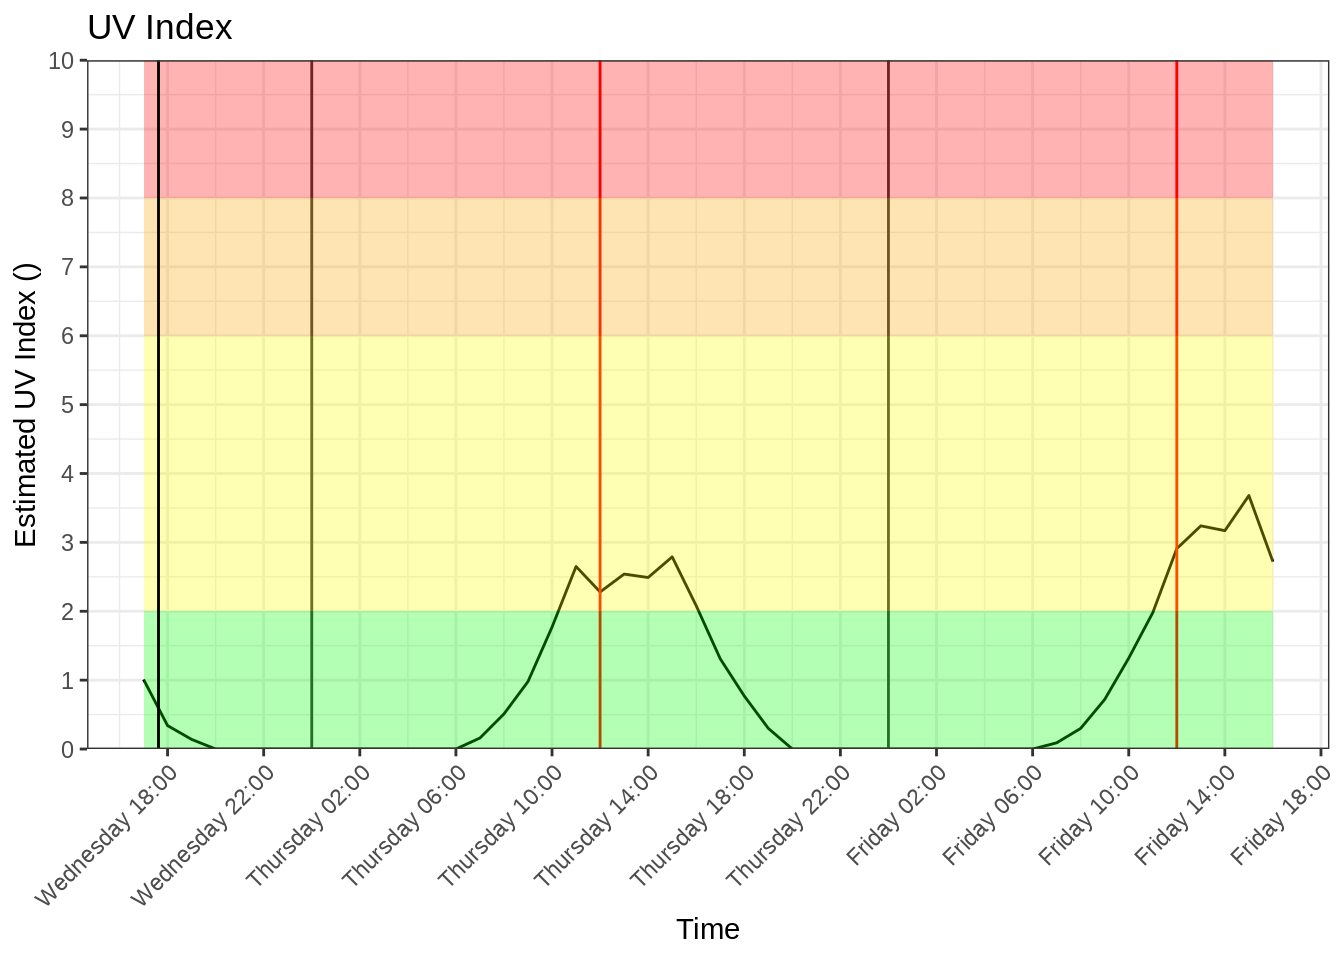 UV Index
Estimated UV Index ()
10
9
8
7
6
5
4
3
2
1
0
Wednesday 18:00
Wednesday 22:00
Thursday 02:00
Thursday 06:00
Thursday 10:00
Thursday 14:00
Thursday 18:00
Thursday 22:00
Friday 02:00
Friday 06:00
Friday 10:00
Friday 14:00
Friday 18:00
Time